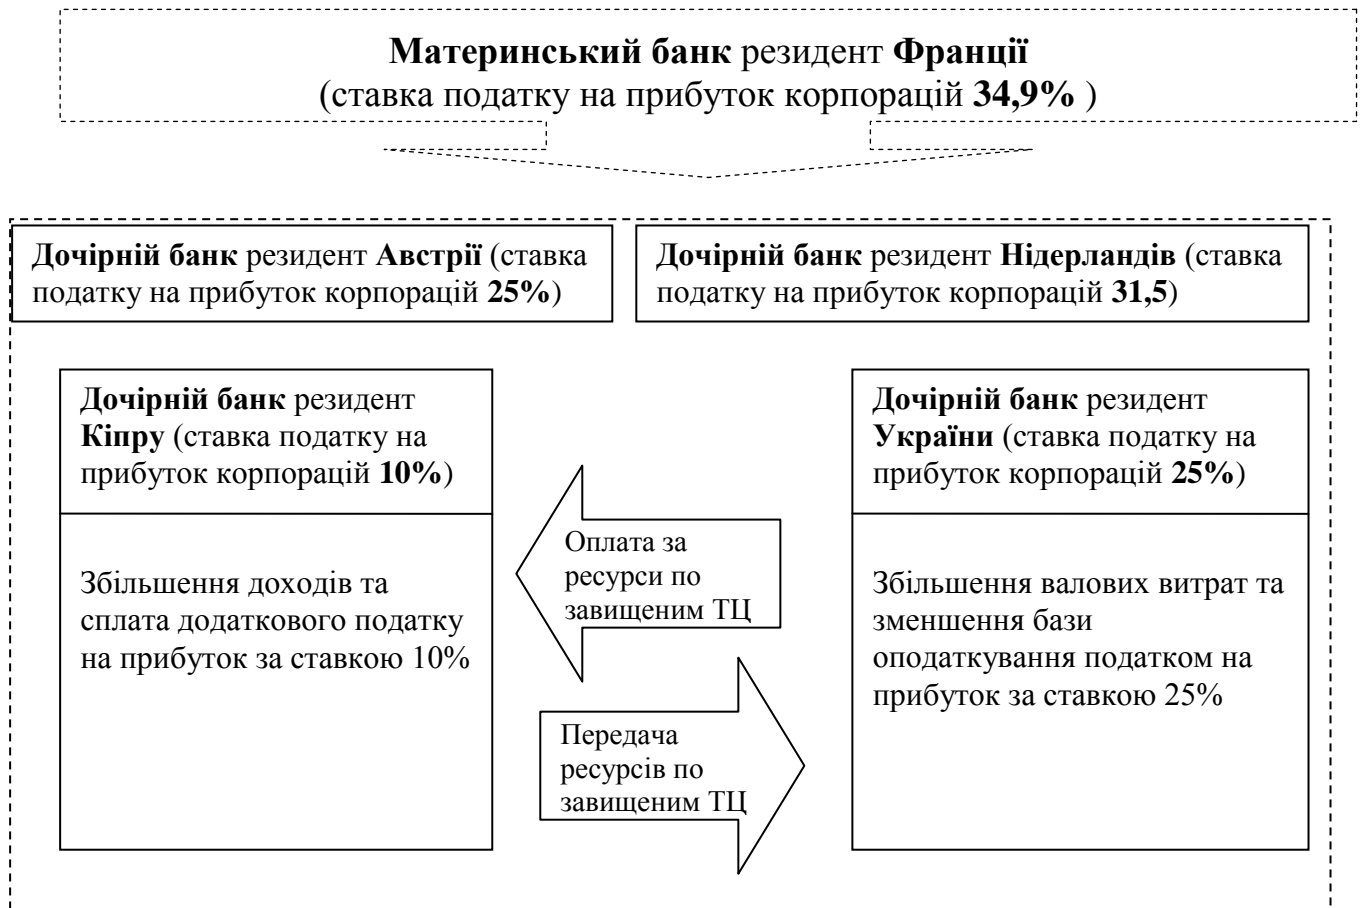 Материнський банк резидент Франції
(ставка податку на прибуток корпорацій 34,9% )
Дочірній банк резидент Австрії (ставка
податку на прибуток корпорацій 25%)
Дочірній банк резидент Нідерландів (ставка
податку на прибуток корпорацій 31,5)
Дочірній банк резидент
Кіпру (ставка податку на
прибуток корпорацій 10%)
Збільшення доходів та
сплата додаткового податку
на прибуток за ставкою 10%
Оплата за
ресурси по
завищеним ТЦ
Передача
ресурсів по
завищеним ТЦ
Дочірній банк резидент
України (ставка податку на
прибуток корпорацій 25%)
Збільшення валових витрат та
зменшення бази
оподаткування податком на
прибуток за ставкою 25%